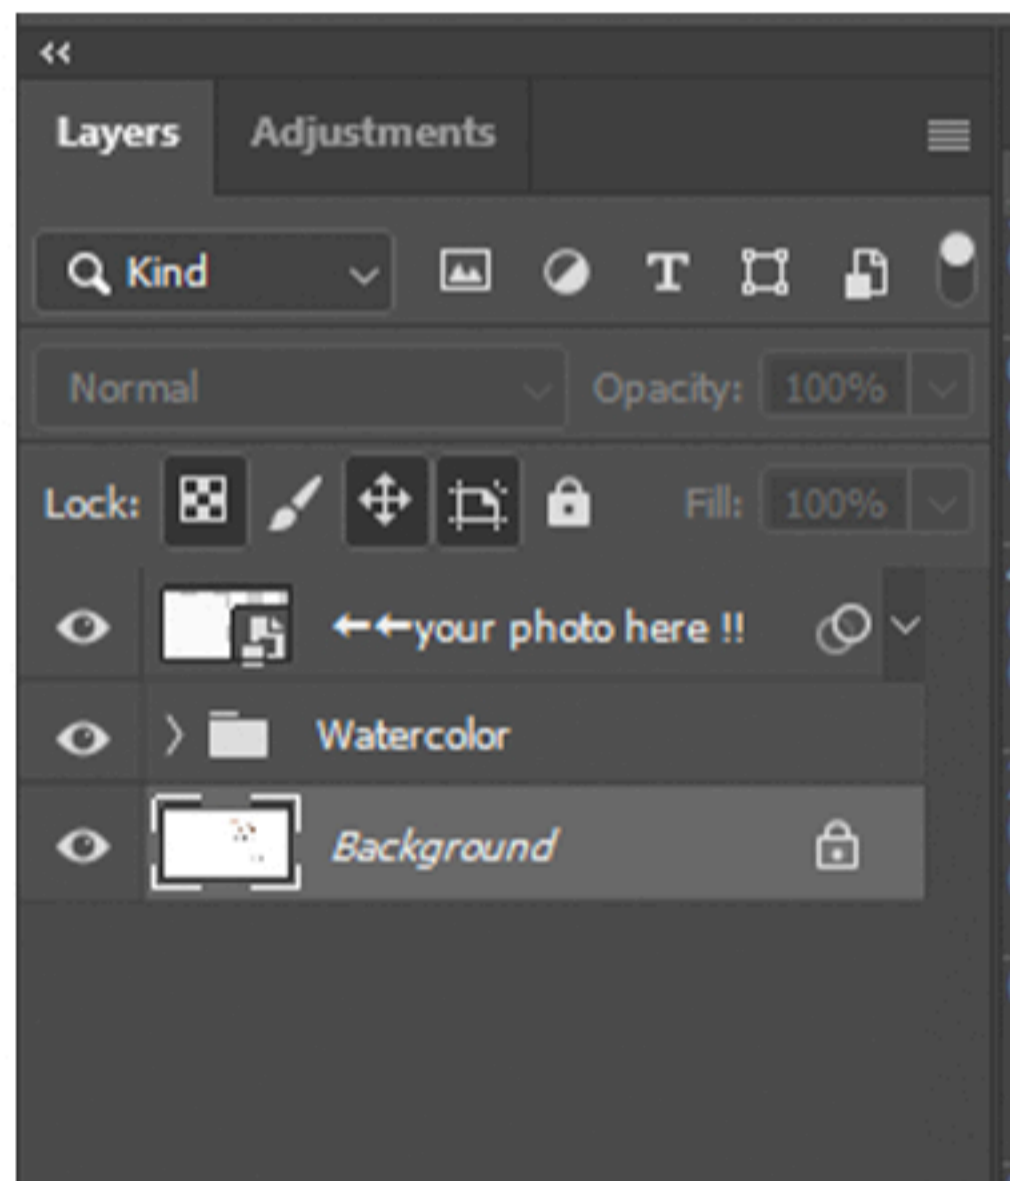 Layers Adjustments
Kind
Normal Opacity: 100%
Lock: Fill: 100%
←←your photo here !!
Watercolor
Background